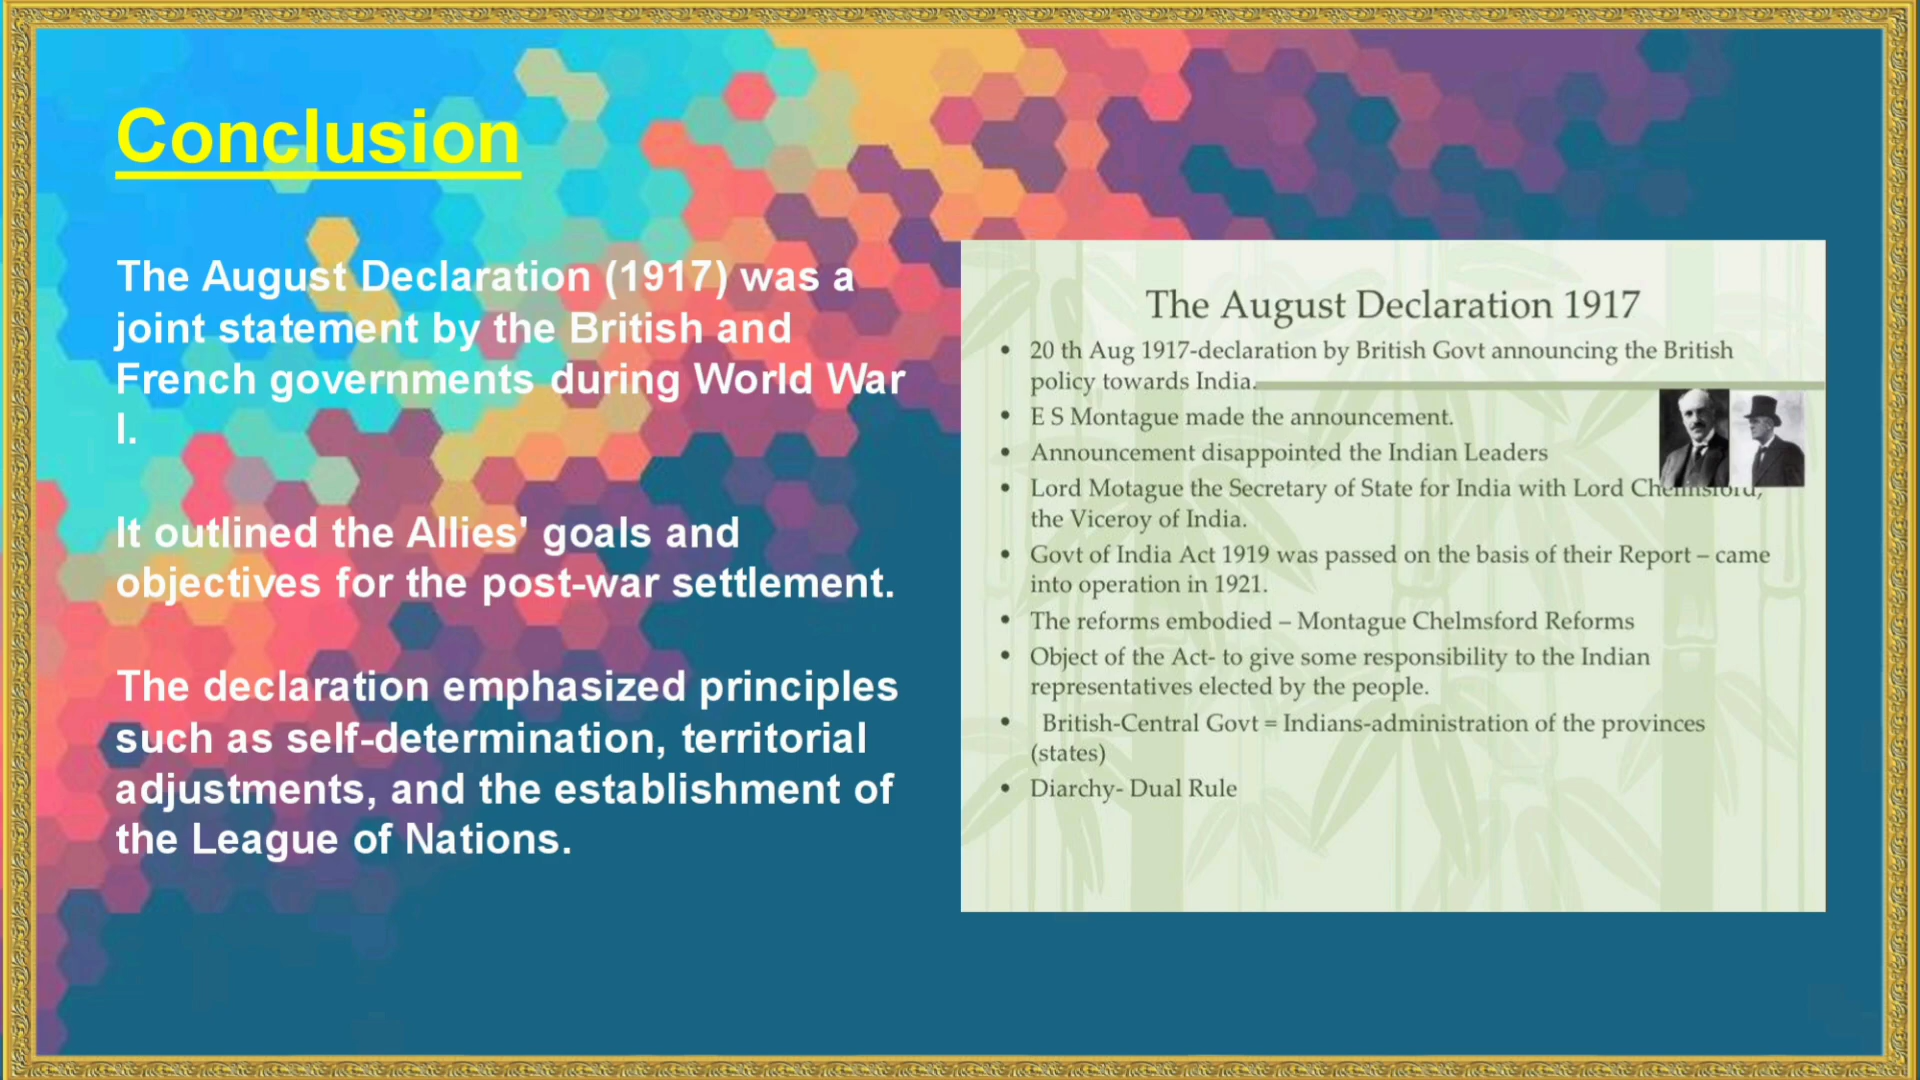 Conclusion
The August Declaration (1917) was a
joint statement by the British and
French governments during World War
I.
It outlined the Allies' goals and
objectives for the post-war settlement.
The declaration emphasized principles
such as self-determination, territorial
adjustments, and the establishment of
the League of Nations.
The August Declaration 1917
• 20 th Aug 1917-declaration by British Govt announcing the British
policy towards India.
• E S Montague made the announcement.
• Announcement disappointed the Indian Leaders
• Lord Motague the Secretary of State for India with Lord Chelmsford,
the Viceroy of India.
• Govt of India Act 1919 was passed on the basis of their Report – came
into operation in 1921.
• The reforms embodied – Montague Chelmsford Reforms
• Object of the Act- to give some responsibility to the Indian
representatives elected by the people.
• British-Central Govt = Indians-administration of the provinces
(states)
• Diarchy- Dual Rule